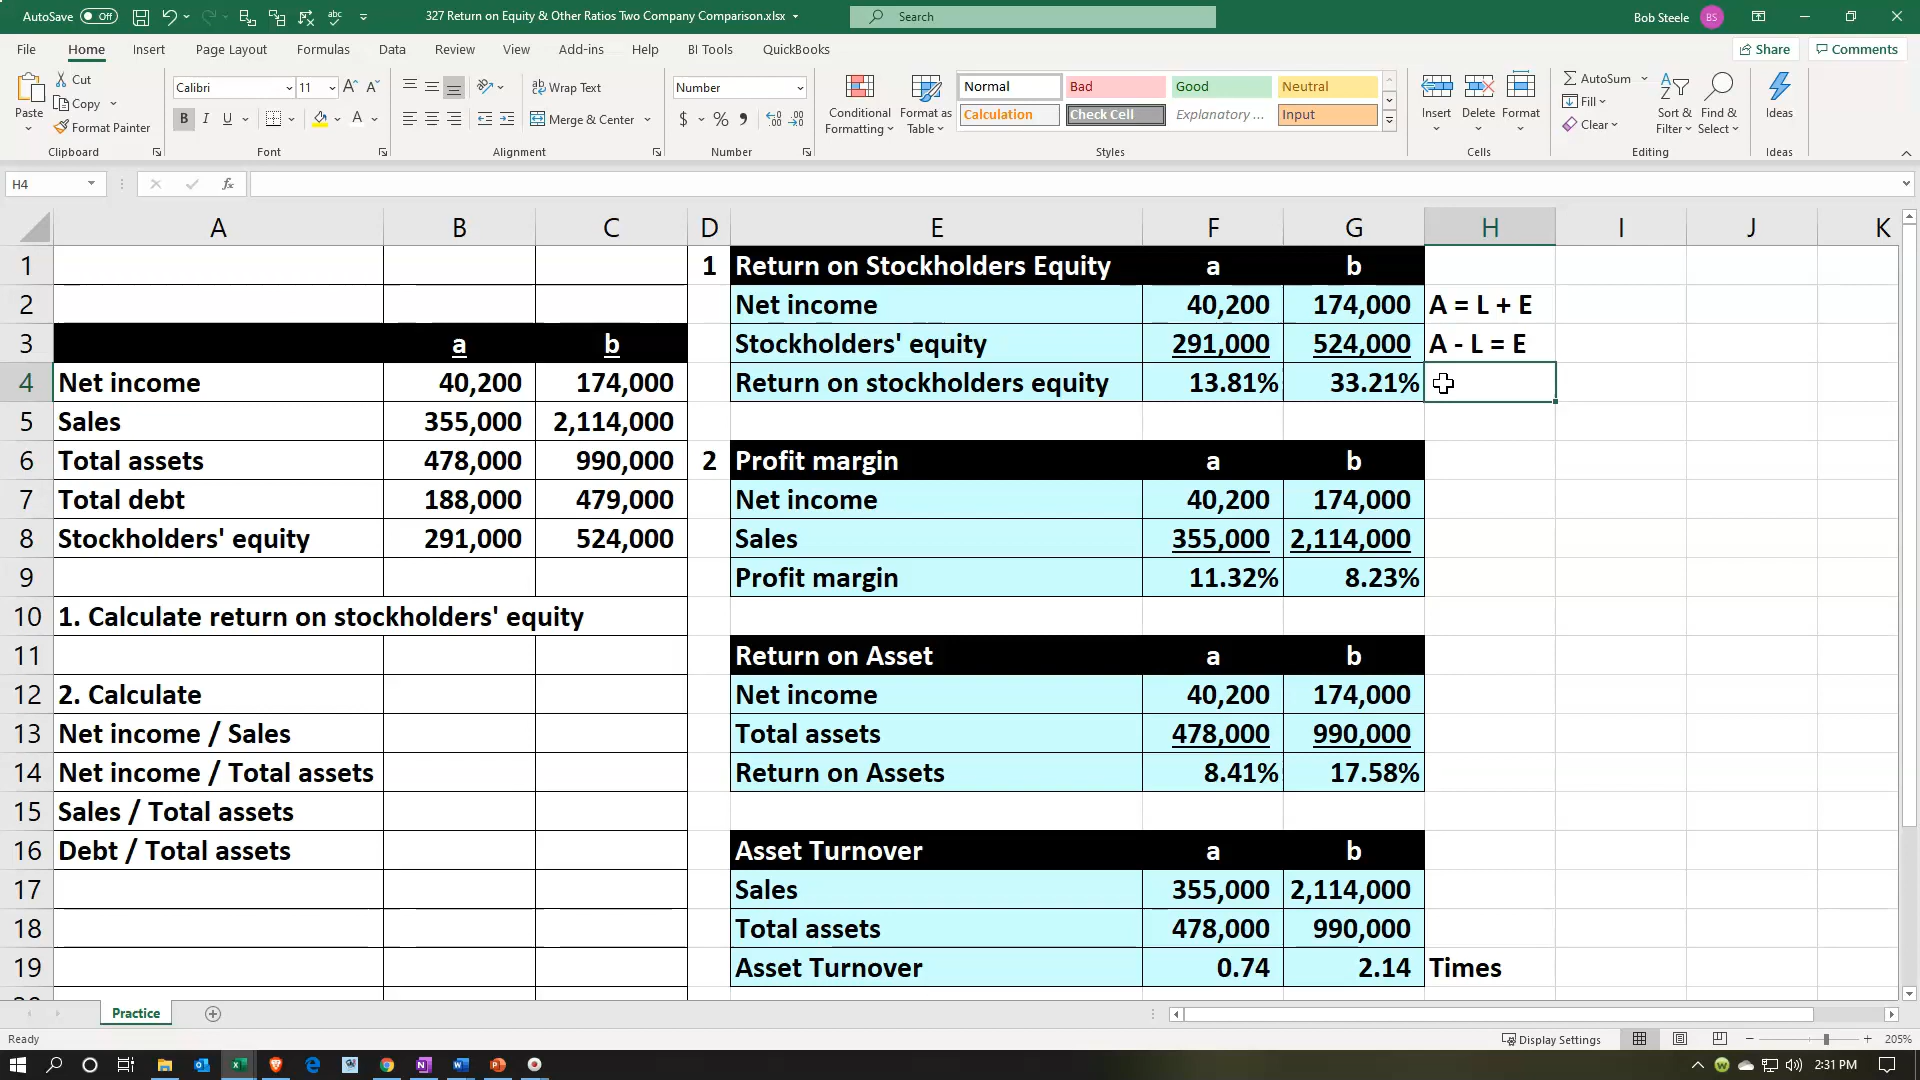 AutoSave Off
327 Return on Equity & Other Ratios Two Company Comparison.xlsx
Search
Bob Steele BS
File Home Insert Page Layout Formulas Data Review View Add-ins Help BI Tools QuickBooks Share Comments
Paste
Cut
Copy
Format Painter
Clipboard
Calibri 11
B I U
Font
Wrap Text
Merge & Center
Alignment
Number
$ % 9
Number
Conditional Formatting
Format as Table
Normal Bad Good Neutral
Calculation Check Cell Explanatory ... Input
Styles
Insert Delete Format
Cells
AutoSum
Fill
Clear
Sort & Filter
Find & Select
Editing
Ideas
Ideas
H4 fx
A B C D E F G H I J K
1 1 Return on Stockholders Equity a b
2 Net income 40,200 174,000 A = L + E
3 a b Stockholders' equity 291,000 524,000 A - L = E
4 Net income 40,200 174,000 Return on stockholders equity 13.81% 33.21%
5 Sales 355,000 2,114,000
6 Total assets 478,000 990,000 2 Profit margin a b
7 Total debt 188,000 479,000 Net income 40,200 174,000
8 Stockholders' equity 291,000 524,000 Sales 355,000 2,114,000
9 Profit margin 11.32% 8.23%
10 1. Calculate return on stockholders' equity
11 Return on Asset a b
12 2. Calculate Net income 40,200 174,000
13 Net income / Sales Total assets 478,000 990,000
14 Net income / Total assets Return on Assets 8.41% 17.58%
15 Sales / Total assets
16 Debt / Total assets Asset Turnover a b
17 Sales 355,000 2,114,000
18 Total assets 478,000 990,000
19 Asset Turnover 0.74 2.14 Times
Practice
Ready Display Settings 205%
2:31 PM